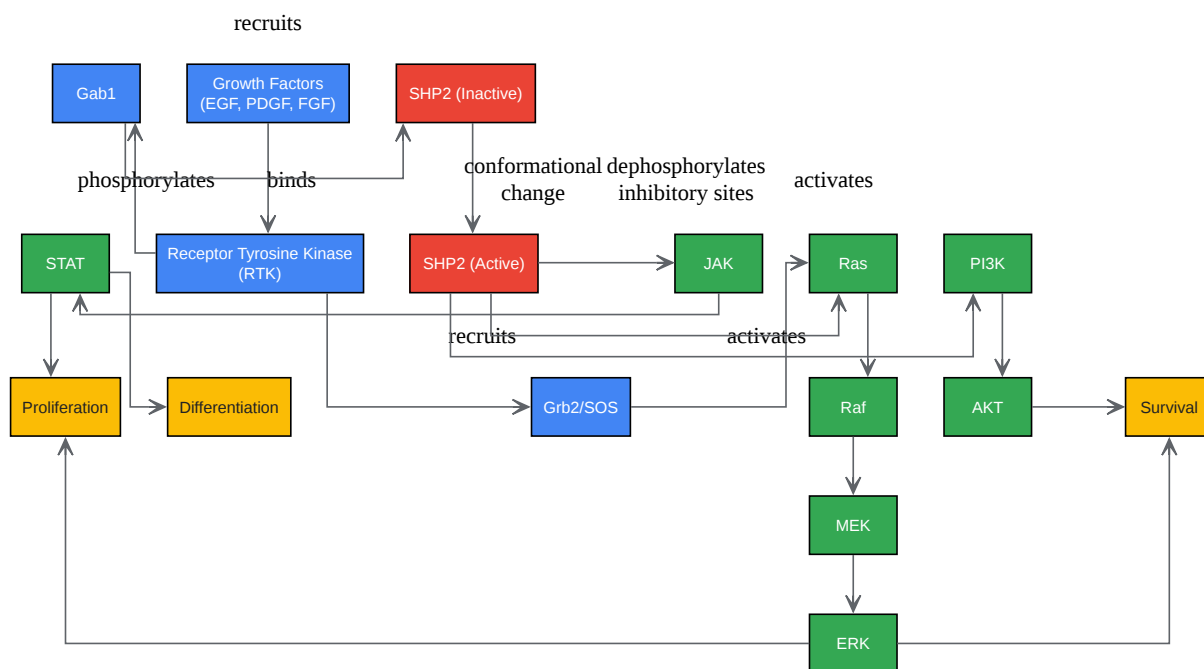 recruits
Gab1
Growth Factors
(EGF, PDGF, FGF)
SHP2 (Inactive)
phosphorylates
binds
conformational
change
dephosphorylates
inhibitory sites
activates
STAT
Receptor Tyrosine Kinase
(RTK)
SHP2 (Active)
JAK
Ras
PI3K
recruits
activates
Proliferation
Differentiation
Grb2/SOS
Raf
AKT
Survival
MEK
ERK